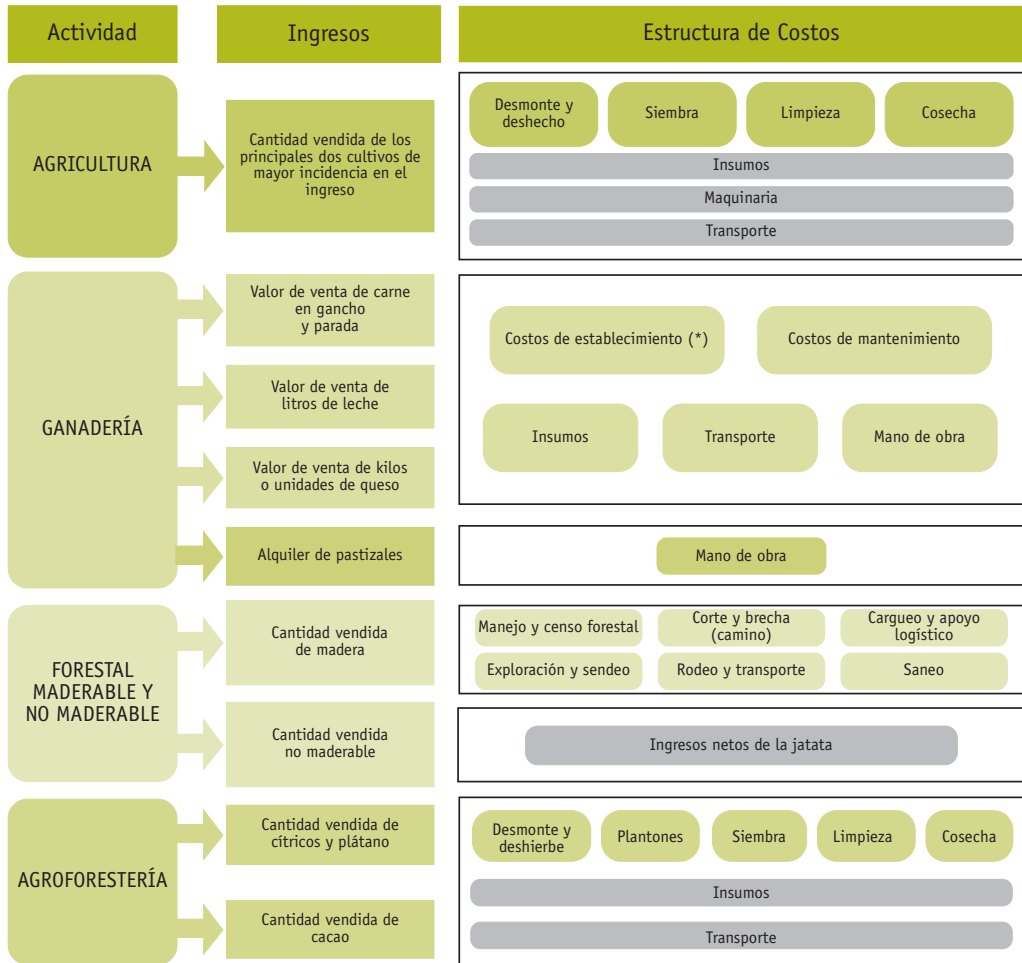 Actividad
Ingresos
Estructura de Costos
AGRICULTURA
Cantidad vendida de los
principales dos cultivos de
mayor incidencia en el
ingreso
Desmonte y
deshecho
Siembra
Limpieza
Cosecha
Insumos
Maquinaria
Transporte
GANADERÍA
Valor de venta de carne
en gancho
y parada
Valor de venta de
litros de leche
Valor de venta de kilos
o unidades de queso
Costos de establecimiento (*)
Costos de mantenimiento
Insumos
Transporte
Mano de obra
Alquiler de pastizales
Mano de obra
FORESTAL
MADERABLE Y
NO MADERABLE
Cantidad vendida
de madera
Manejo y censo forestal
Corte y brecha
(camino)
Cargueo y apoyo
logístico
Exploración y sendeo
Rodeo y transporte
Saneo
Cantidad vendida
no maderable
Ingresos netos de la jatata
AGROFORESTERÍA
Cantidad vendida de
cítricos y plátano
Cantidad vendida de
cacao
Desmonte y
deshierbe
Plantones
Siembra
Limpieza
Cosecha
Insumos
Transporte